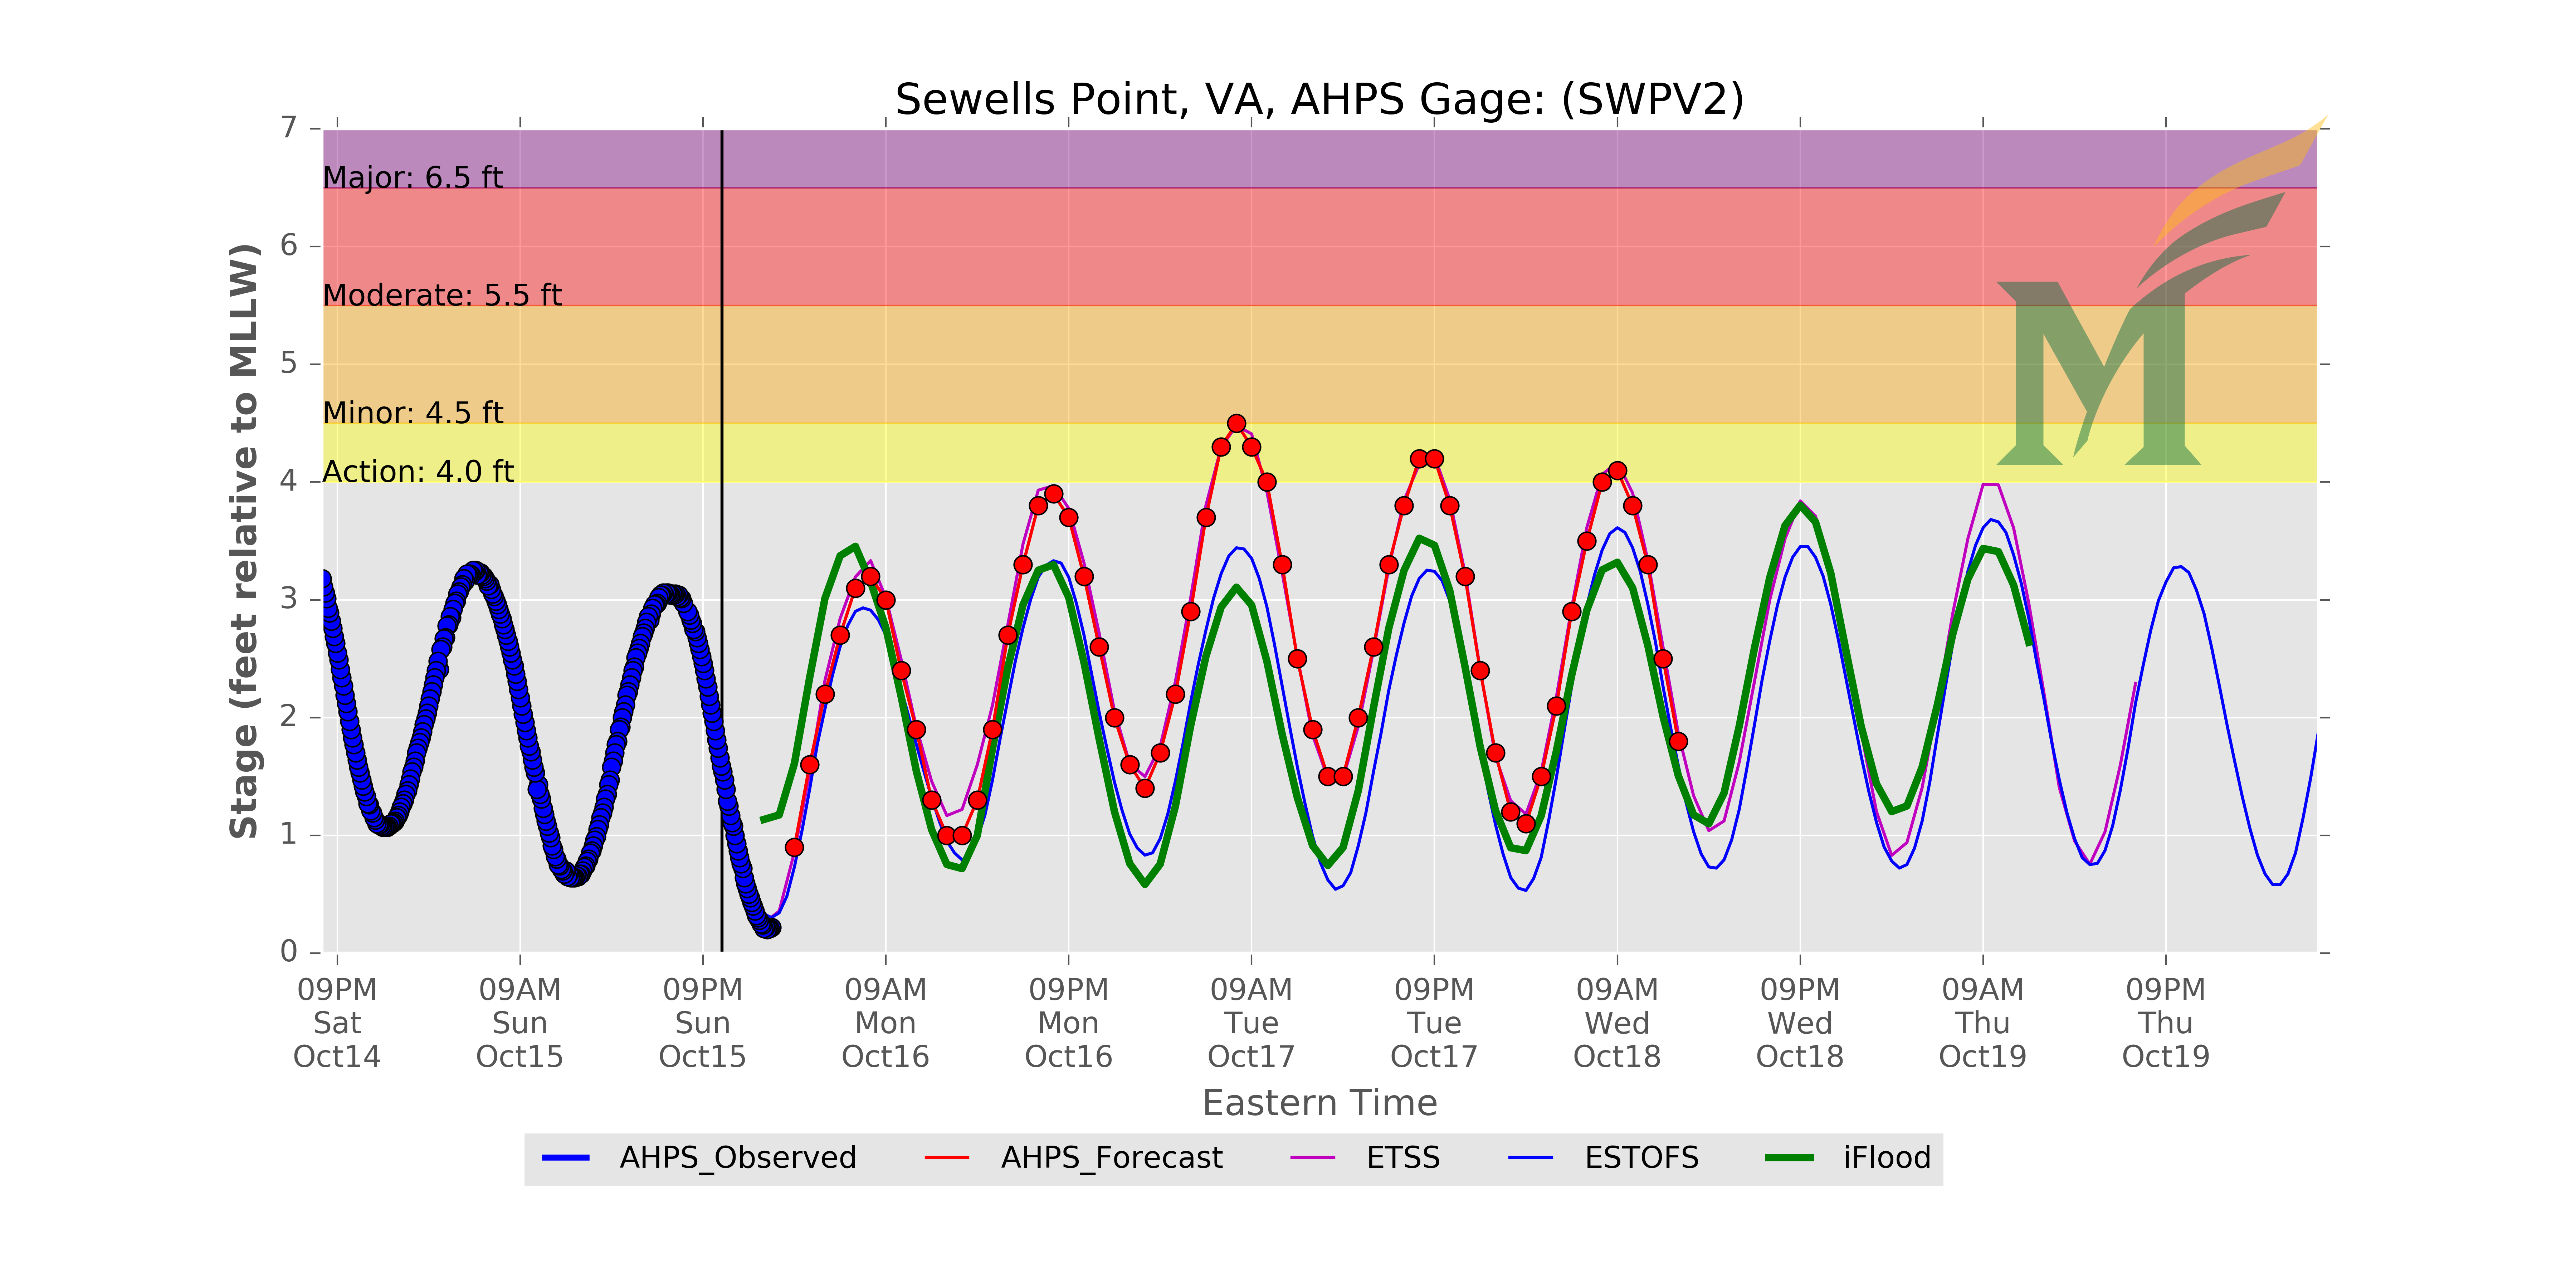 Sewells Point, VA, AHPS Gage: (SWPV2)
Stage (feet relative to MLLW)
7
6
5
4
3
2
1
0
Major: 6.5 ft
Moderate: 5.5 ft
Minor: 4.5 ft
Action: 4.0 ft
M
09PM 09AM 09PM 09AM 09PM 09AM 09PM 09AM 09PM 09AM 09PM
Sat Sun Sun Mon Mon Tue Tue Wed Wed Thu Thu
Oct14 Oct15 Oct15 Oct16 Oct16 Oct17 Oct17 Oct18 Oct18 Oct19 Oct19
Eastern Time
AHPS_Observed AHPS_Forecast ETSS ESTOFS iFlood